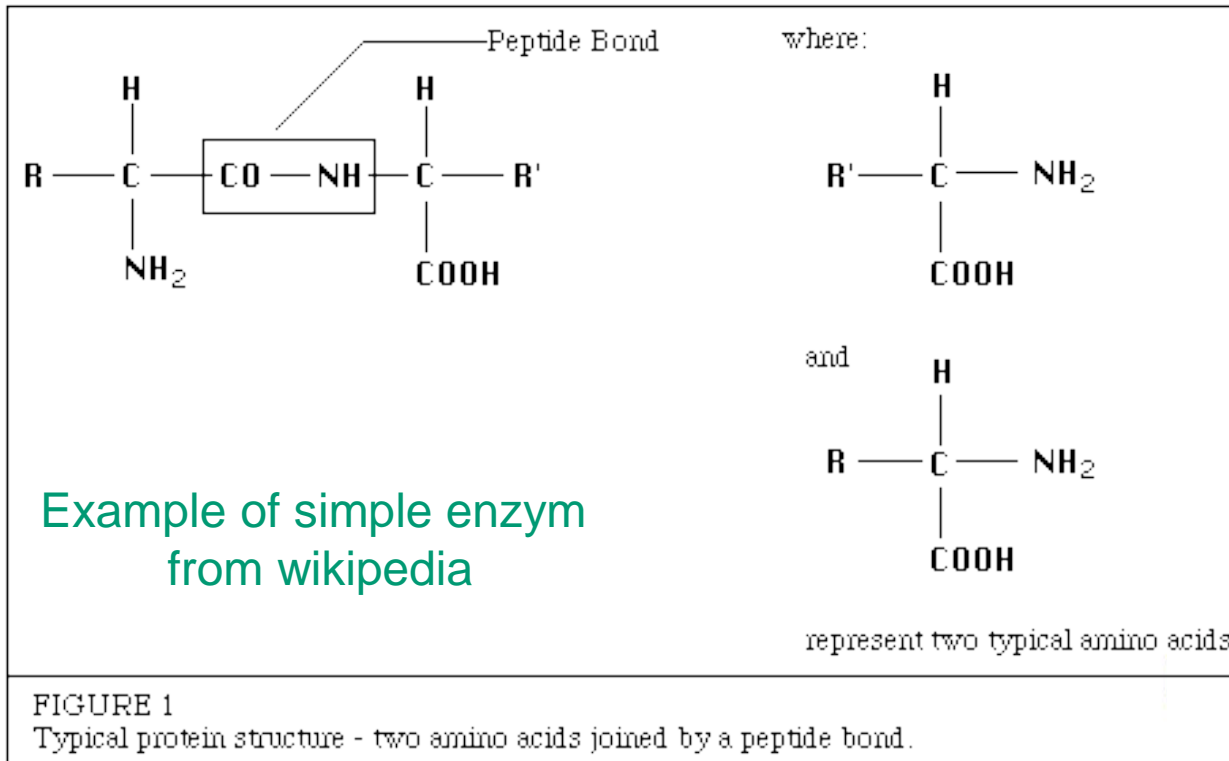 Peptide Bond
H H
R C CO NH C R'
NH₂ COOH
where:
H
R' C NH₂
COOH
and
H
R C NH₂
COOH
represent two typical amino acids
Example of simple enzym
from wikipedia
FIGURE 1
Typical protein structure - two amino acids joined by a peptide bond.